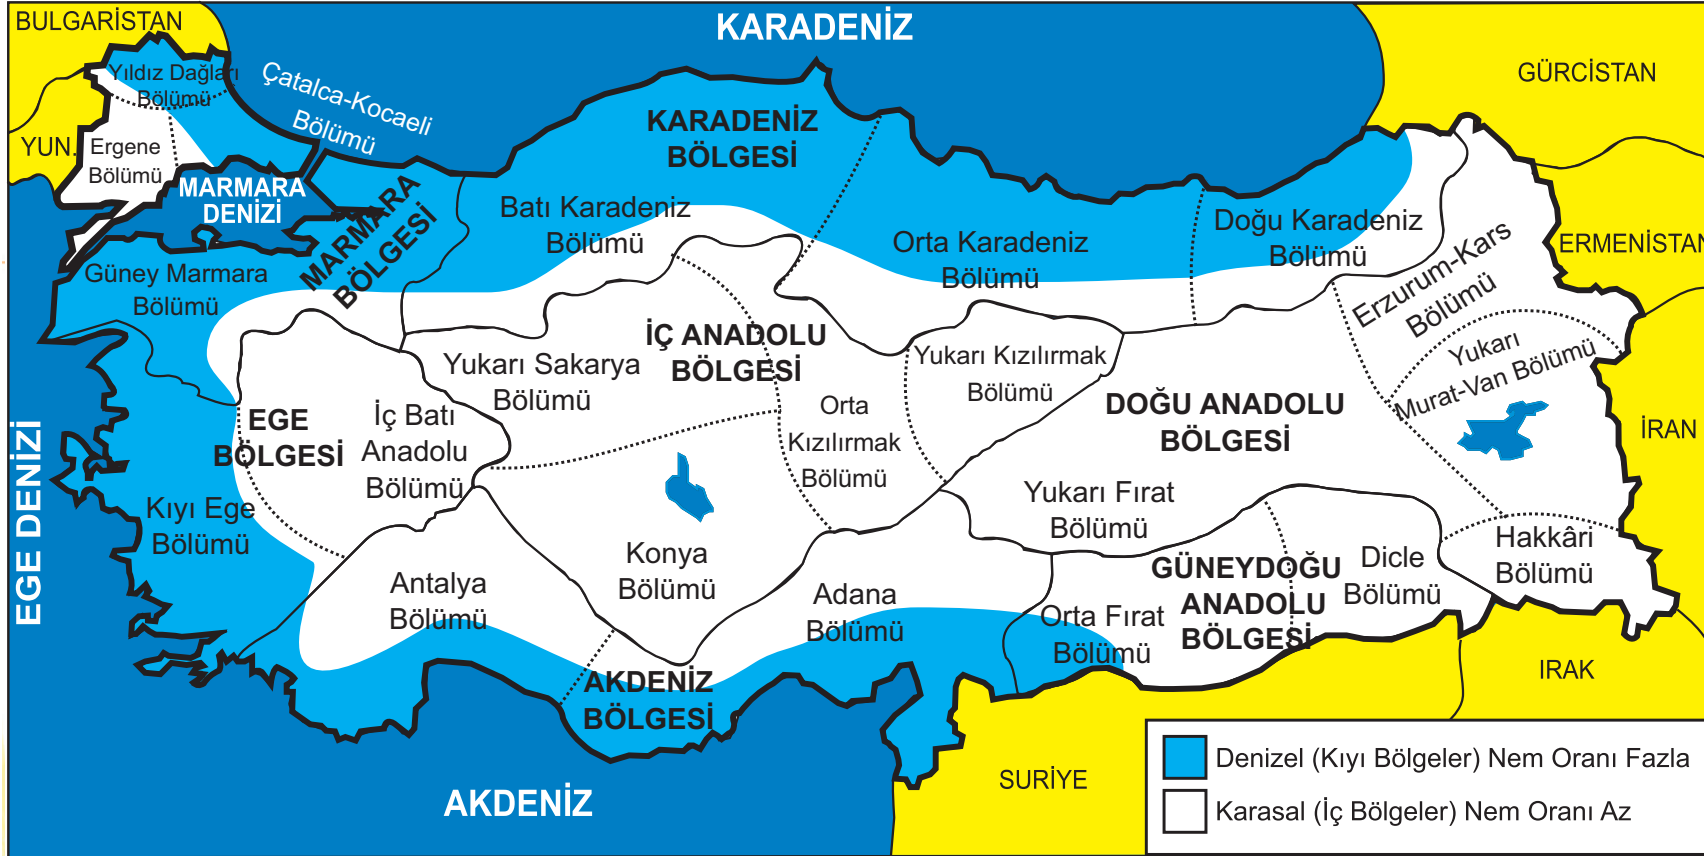 BULGARİSTAN
KARADENİZ
GÜRCİSTAN
Yıldız Dağları
Bölümü
Çatalca-Kocaeli
Bölümü
YUN.
Ergene
Bölümü
KARADENİZ
BÖLGESİ
MARMARA
DENİZİ
MARMARA
BÖLGESİ
Batı Karadeniz
Bölümü
Orta Karadeniz
Bölümü
Doğu Karadeniz
Bölümü
ERMENİSTAN
Güney Marmara
Bölümü
Erzurum-Kars
Bölümü
İÇ ANADOLU
BÖLGESİ
Yukarı Sakarya
Bölümü
Yukarı Kızılırmak
Bölümü
Yukarı
Murat-Van Bölümü
EGE
BÖLGESİ
İç Batı
Anadolu
Bölümü
Orta
Kızılırmak
Bölümü
DOĞU ANADOLU
BÖLGESİ
İRAN
EGE DENİZİ
Kıyı Ege
Bölümü
Yukarı Fırat
Bölümü
Konya
Bölümü
Hakkâri
Bölümü
Antalya
Bölümü
Adana
Bölümü
GÜNEYDOĞU
ANADOLU
BÖLGESİ
Dicle
Bölümü
Orta Fırat
Bölümü
AKDENİZ
BÖLGESİ
IRAK
SURİYE
AKDENİZ
Denizel (Kıyı Bölgeler) Nem Oranı Fazla
Karasal (İç Bölgeler) Nem Oranı Az